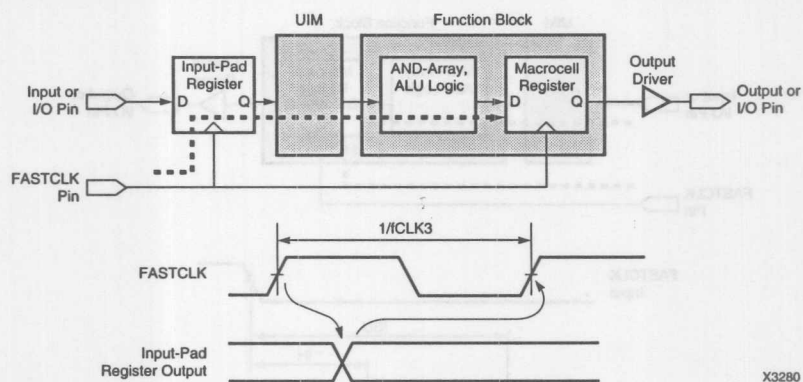 UIM
Function Block
Input-Pad
Register
AND-Array,
ALU Logic
Macrocell
Register
Output
Driver
Input or
I/O Pin
D Q
D Q
Output or
I/O Pin
FASTCLK
Pin
1/fCLK3
FASTCLK
Input-Pad
Register Output
X3280